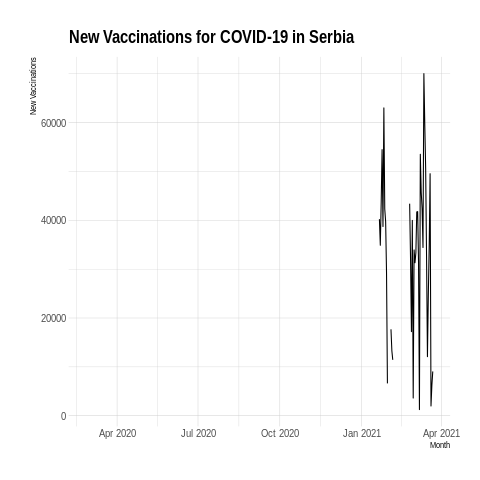 New Vaccinations for COVID-19 in Serbia
New Vaccinations
60000
40000
20000
0
Apr 2020
Jul 2020
Oct 2020
Jan 2021
Apr 2021
Month